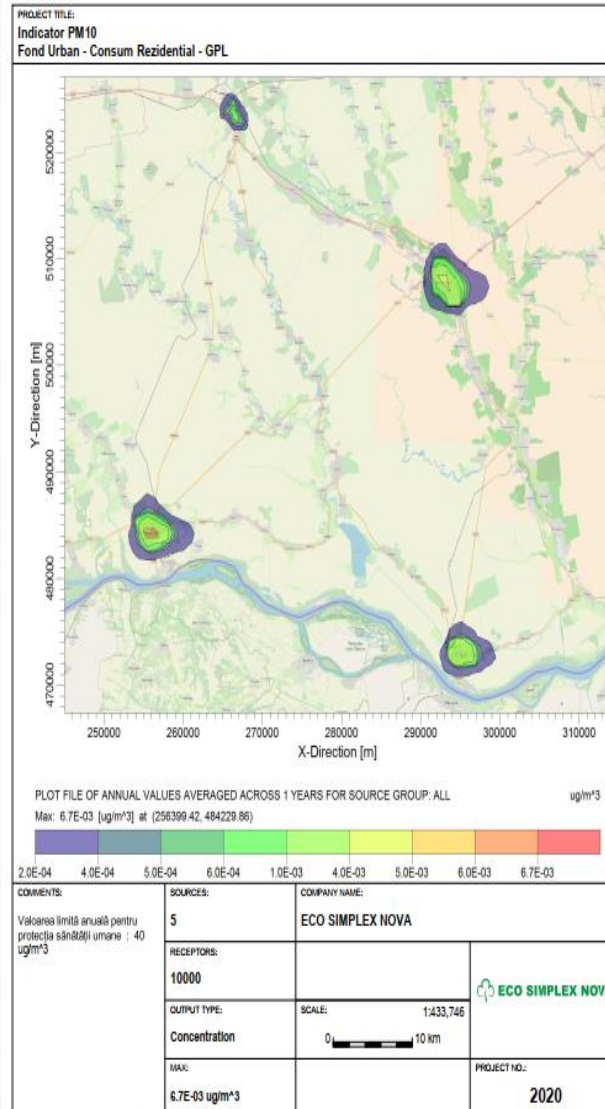 PROJECT TITLE:
Indicator PM10
Fond Urban - Consum Rezidential - GPL
Y-Direction [m]
520000
510000
500000
490000
480000
470000
250000 260000 270000 280000 290000 300000 310000
X-Direction [m]
PLOT FILE OF ANNUAL VALUES AVERAGED ACROSS 1 YEARS FOR SOURCE GROUP: ALL ug/m^3
Max: 6.7E-03 [ug/m^3] at (256399.42, 484229.86)
2.0E-04 4.0E-04 5.0E-04 6.0E-04 1.0E-03 4.0E-03 5.0E-03 6.0E-03 6.7E-03
COMMENTS:
Valoarea limită anuală pentru
protecția sănătății umane : 40
ug/m^3
SOURCES:
5
COMPANY NAME:
ECO SIMPLEX NOVA
RECEPTORS:
10000
OUTPUT TYPE:
Concentration
SCALE: 1:433,746
0 10 km
ECO SIMPLEX NOV
MAX:
6.7E-03 ug/m^3
PROJECT NO.:
2020